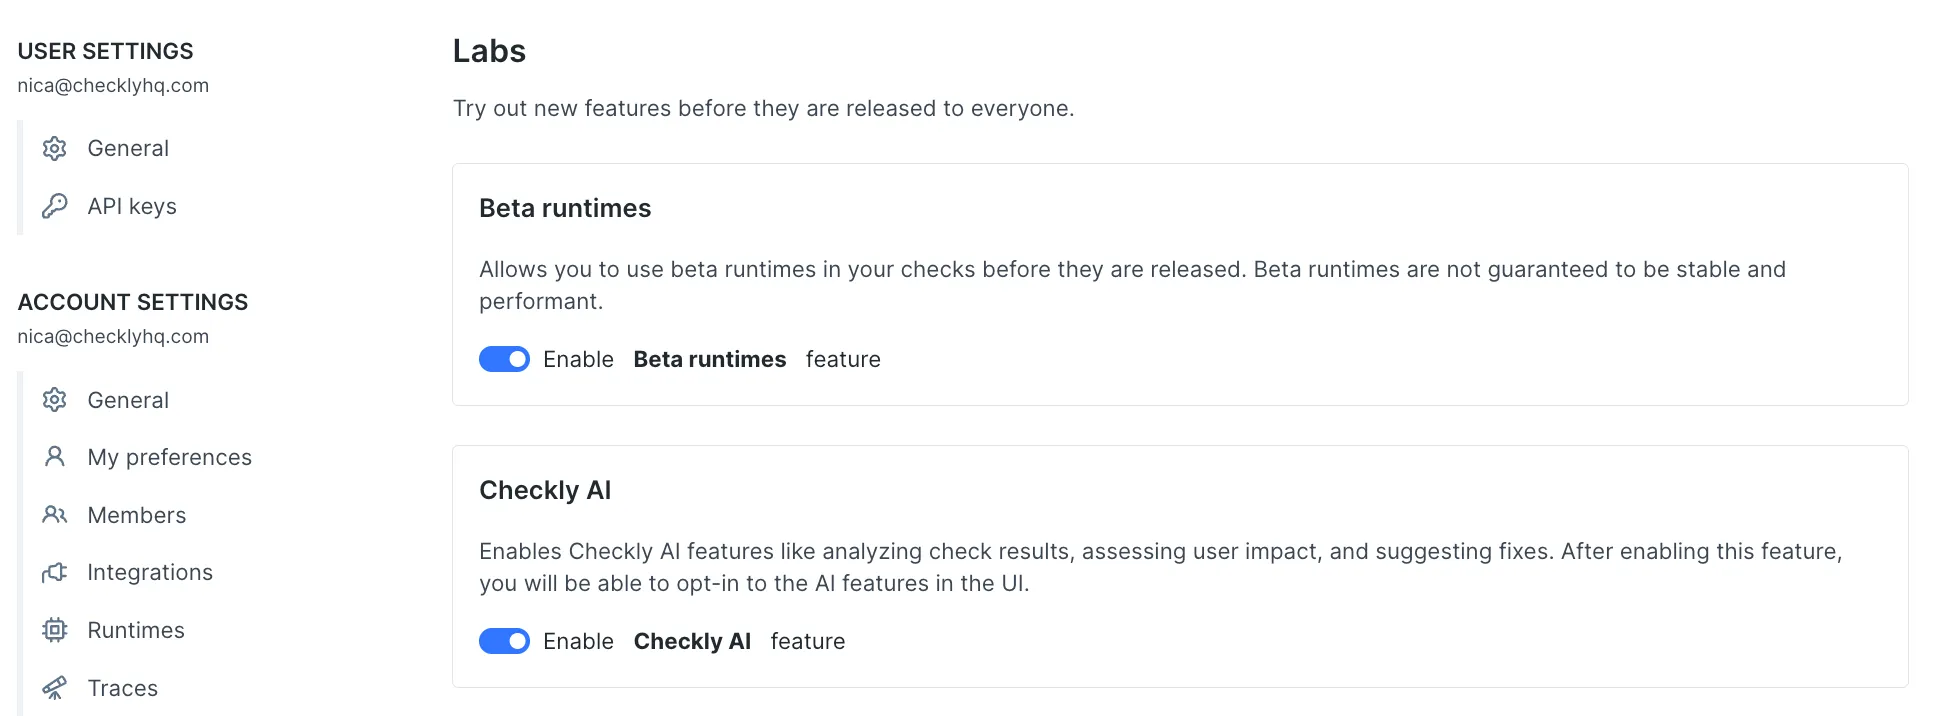 USER SETTINGS
nica@checklyhq.com
General
API keys
ACCOUNT SETTINGS
nica@checklyhq.com
General
My preferences
Members
Integrations
Runtimes
Traces
Labs
Try out new features before they are released to everyone.
Beta runtimes
Allows you to use beta runtimes in your checks before they are released. Beta runtimes are not guaranteed to be stable and
performant.
Enable Beta runtimes feature
Checkly AI
Enables Checkly AI features like analyzing check results, assessing user impact, and suggesting fixes. After enabling this feature,
you will be able to opt-in to the AI features in the UI.
Enable Checkly AI feature